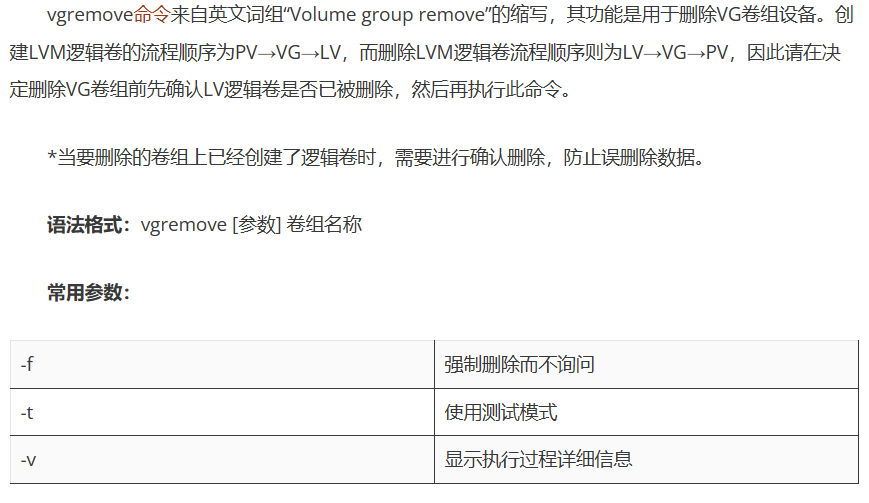 vgremove命令来自英文词组“Volume group remove”的缩写，其功能是用于删除VG卷组设备。创
建LVM逻辑卷的流程顺序为PV→VG→LV，而删除LVM逻辑卷流程顺序则为LV→VG→PV，因此请在决
定删除VG卷组前先确认LV逻辑卷是否已被删除，然后再执行此命令。
*当要删除的卷组上已经创建了逻辑卷时，需要进行确认删除，防止误删除数据。
语法格式：vgremove [参数] 卷组名称
常用参数：
-f 强制删除而不询问
-t 使用测试模式
-v 显示执行过程详细信息